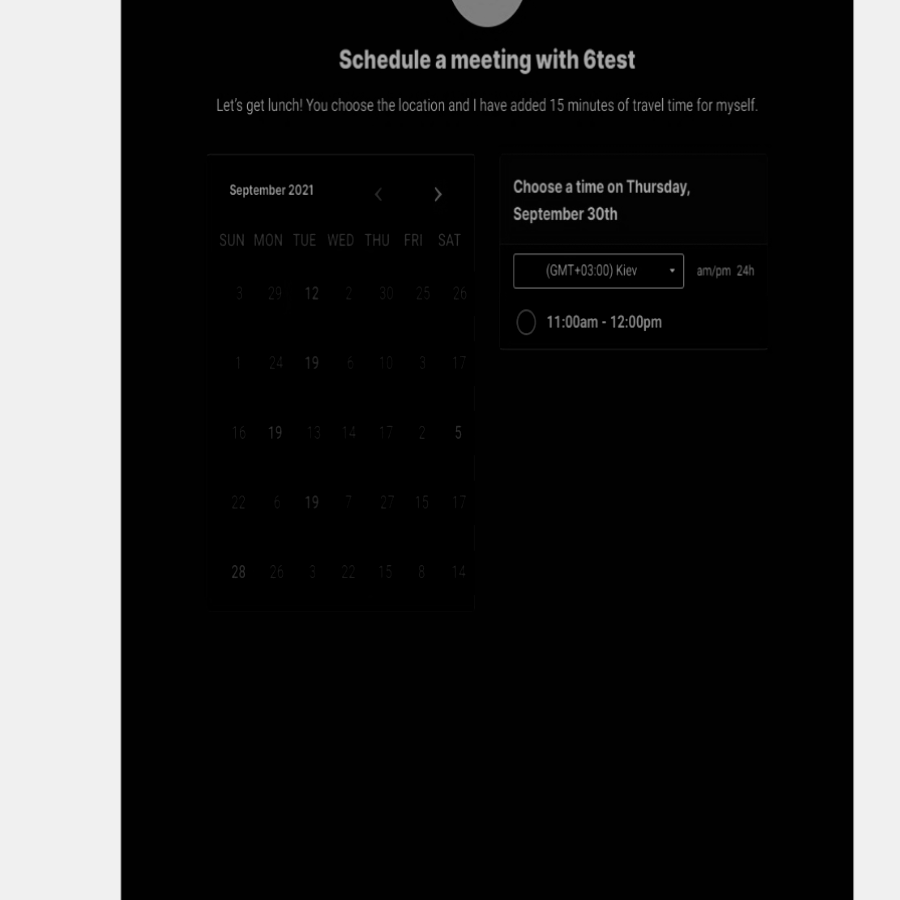 Schedule a meeting with 6test
Let's get lunch! You choose the location and I have added 15 minutes of travel time for myself.
September 2021
SUN MON TUE WED THU FRI SAT
3 29 12 2 30 25 26
1 24 19 6 10 3 17
16 19 13 14 17 2 5
22 6 19 7 27 15 17
28 26 3 22 15 8 14
Choose a time on Thursday,
September 30th
(GMT+03:00) Kiev am/pm 24h
11:00am - 12:00pm